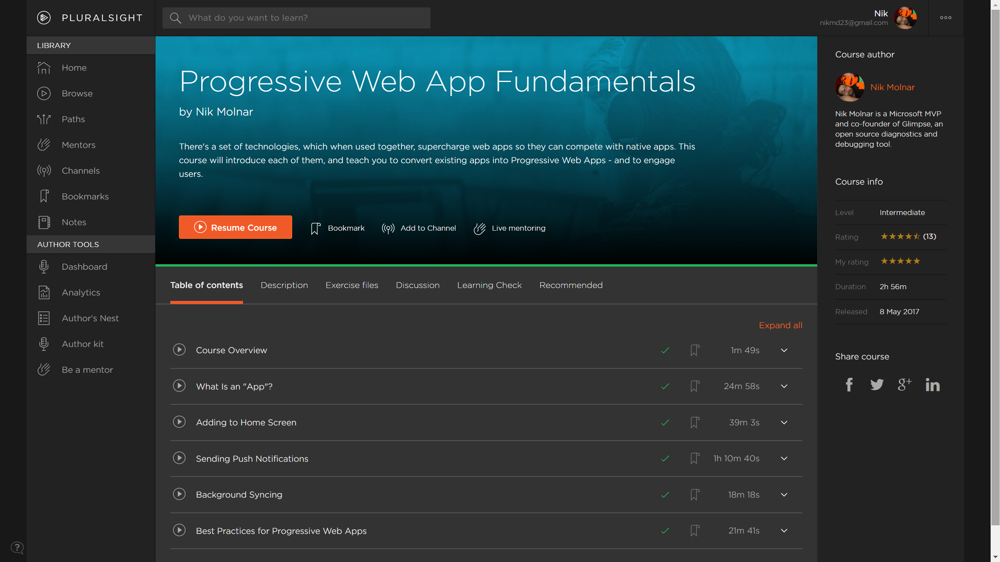 PLURALSIGHT
What do you want to learn?
Nik
nikmd23@gmail.com
LIBRARY
Home
Browse
Paths
Mentors
Channels
Bookmarks
Notes
AUTHOR TOOLS
Dashboard
Analytics
Author's Nest
Author kit
Be a mentor
Progressive Web App Fundamentals
by Nik Molnar
There's a set of technologies, which when used together, supercharge web apps so they can compete with native apps. This
course will introduce each of them, and teach you to convert existing apps into Progressive Web Apps - and to engage
users.
Resume Course
Bookmark
Add to Channel
Live mentoring
Table of contents
Description
Exercise files
Discussion
Learning Check
Recommended
Expand all
Course Overview
1m 49s
What Is an "App"?
24m 58s
Adding to Home Screen
39m 3s
Sending Push Notifications
1h 10m 40s
Background Syncing
18m 18s
Best Practices for Progressive Web Apps
21m 41s
Course author
Nik Molnar
Nik Molnar is a Microsoft MVP
and co-founder of Glimpse, an
open source diagnostics and
debugging tool.
Course info
Level Intermediate
Rating (13)
My rating
Duration 2h 56m
Released 8 May 2017
Share course
f
g+
in
?